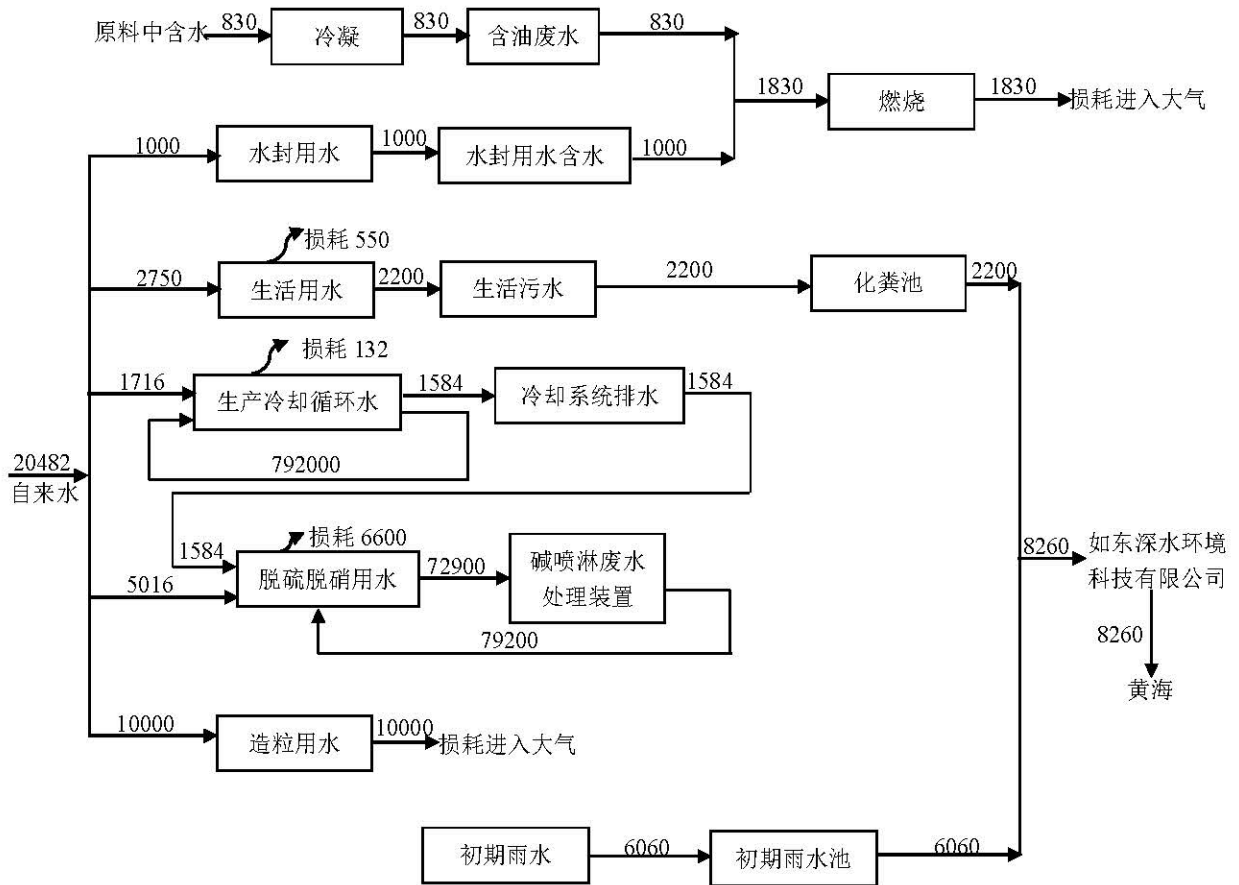 原料中含水
830
冷凝
830
含油废水
830
1830
燃烧
1830
损耗进入大气
1000
水封用水
1000
水封用水含水
1000
损耗 550
2750
生活用水
2200
生活污水
2200
化粪池
2200
损耗 132
1716
生产冷却循环水
1584
冷却系统排水
1584
792000
20482
自来水
1584
损耗 6600
5016
脱硫脱硝用水
72900
碱喷淋废水
处理装置
79200
8260
如东深水环境
科技有限公司
8260
黄海
10000
造粒用水
10000
损耗进入大气
初期雨水
6060
初期雨水池
6060